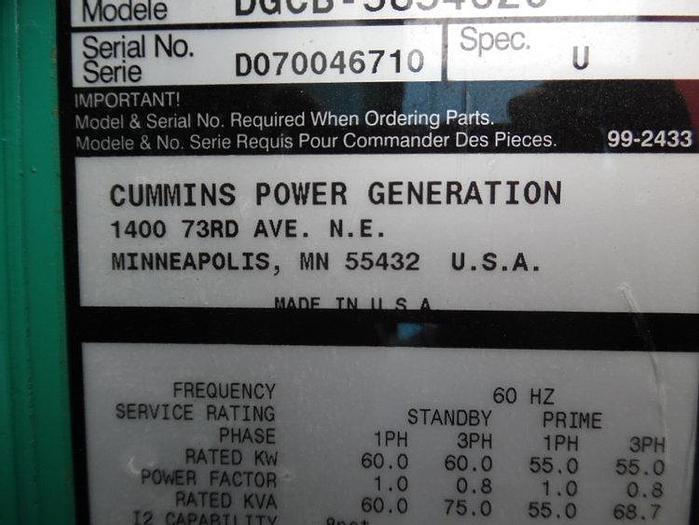 Modele DGCB-5854820
Serial No. Spec.
Serie D070046710 U
IMPORTANT!
Model & Serial No. Required When Ordering Parts.
Modele & No. Serie Requis Pour Commander Des Pieces. 99-2433
CUMMINS POWER GENERATION
1400 73RD AVE. N.E.
MINNEAPOLIS, MN 55432 U.S.A.
MADE IN U.S.A.
FREQUENCY 60 HZ
SERVICE RATING STANDBY PRIME
PHASE 1PH 3PH 1PH 3PH
RATED KW 60.0 60.0 55.0 55.0
POWER FACTOR 1.0 0.8 1.0 0.8
RATED KVA 60.0 75.0 55.0 68.7
I2 CAPABILITY